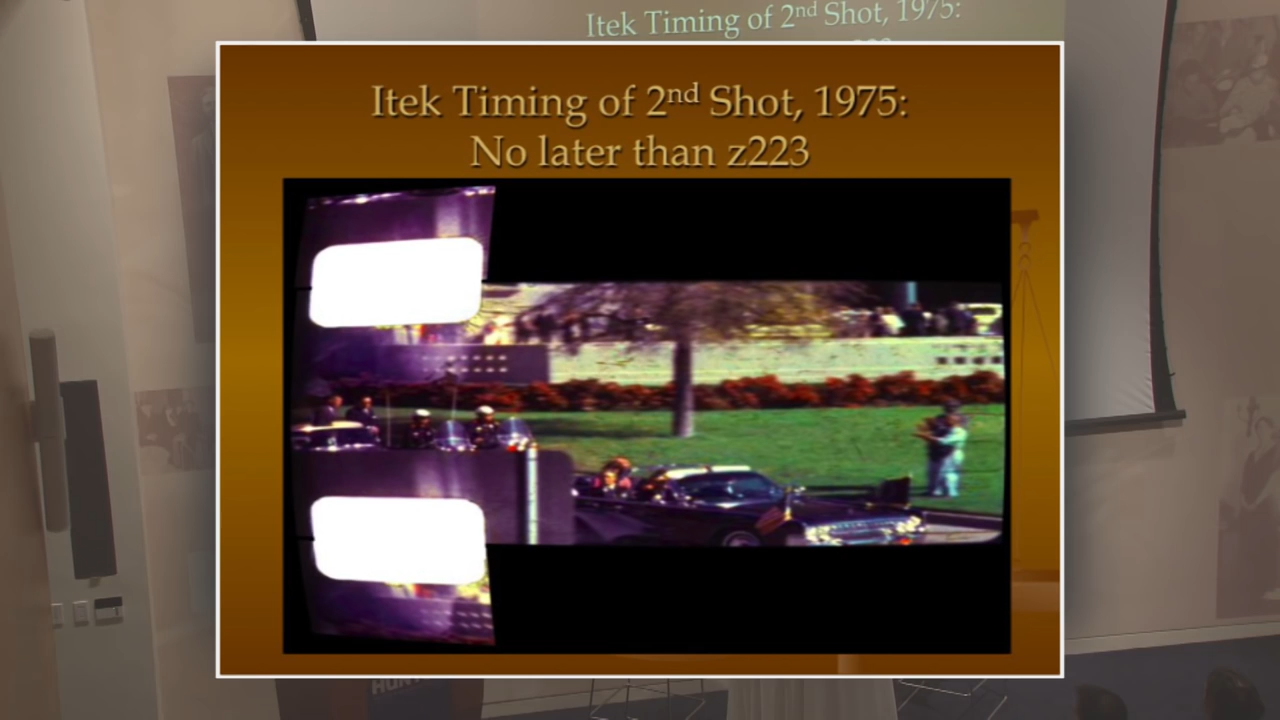 Itek Timing of 2nd Shot, 1975:
Itek Timing of 2nd Shot, 1975:
No later than z223